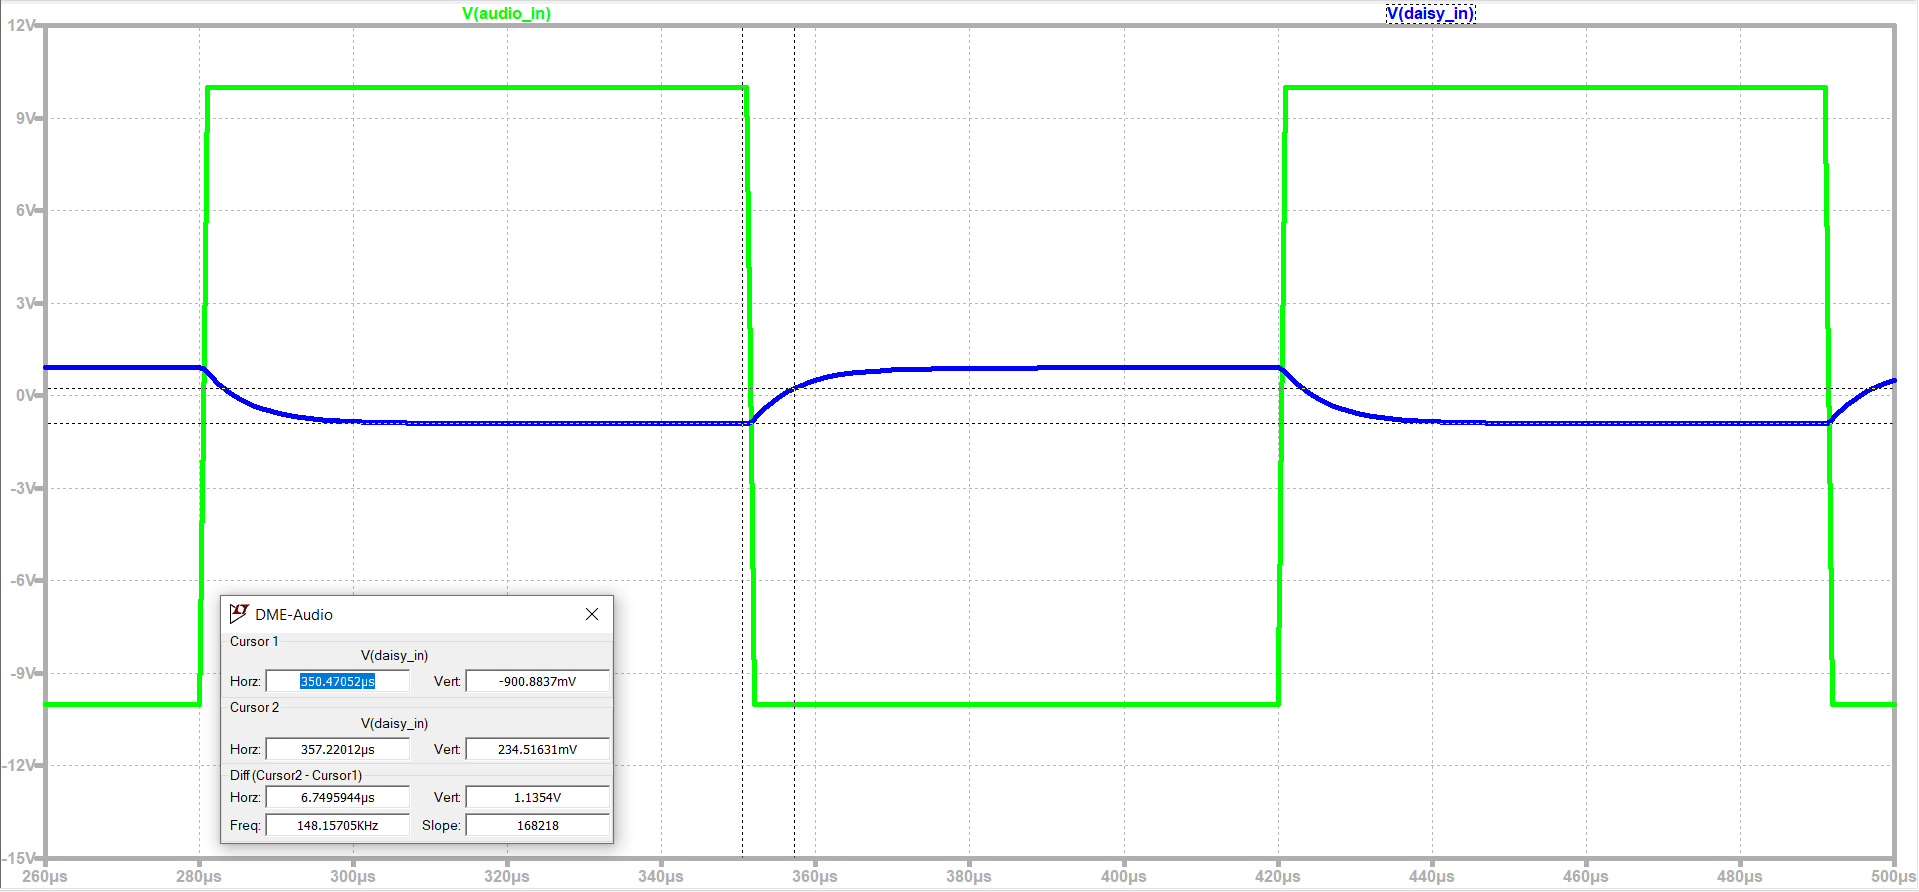 V(audio_in) V(daisy_in)
12V
9V
6V
3V
0V
-3V
-6V
-9V
-12V
-15V
DME-Audio
Cursor 1
V(daisy_in)
Horz: 350.47052µs Vert: -900.8837mV
Cursor 2
V(daisy_in)
Horz: 357.22012µs Vert: 234.51631mV
Diff (Cursor2 - Cursor1)
Horz: 6.7495944µs Vert: 1.1354V
Freq: 148.15705KHz Slope: 168218
260µs 280µs 300µs 320µs 340µs 360µs 380µs 400µs 420µs 440µs 460µs 480µs 500µs